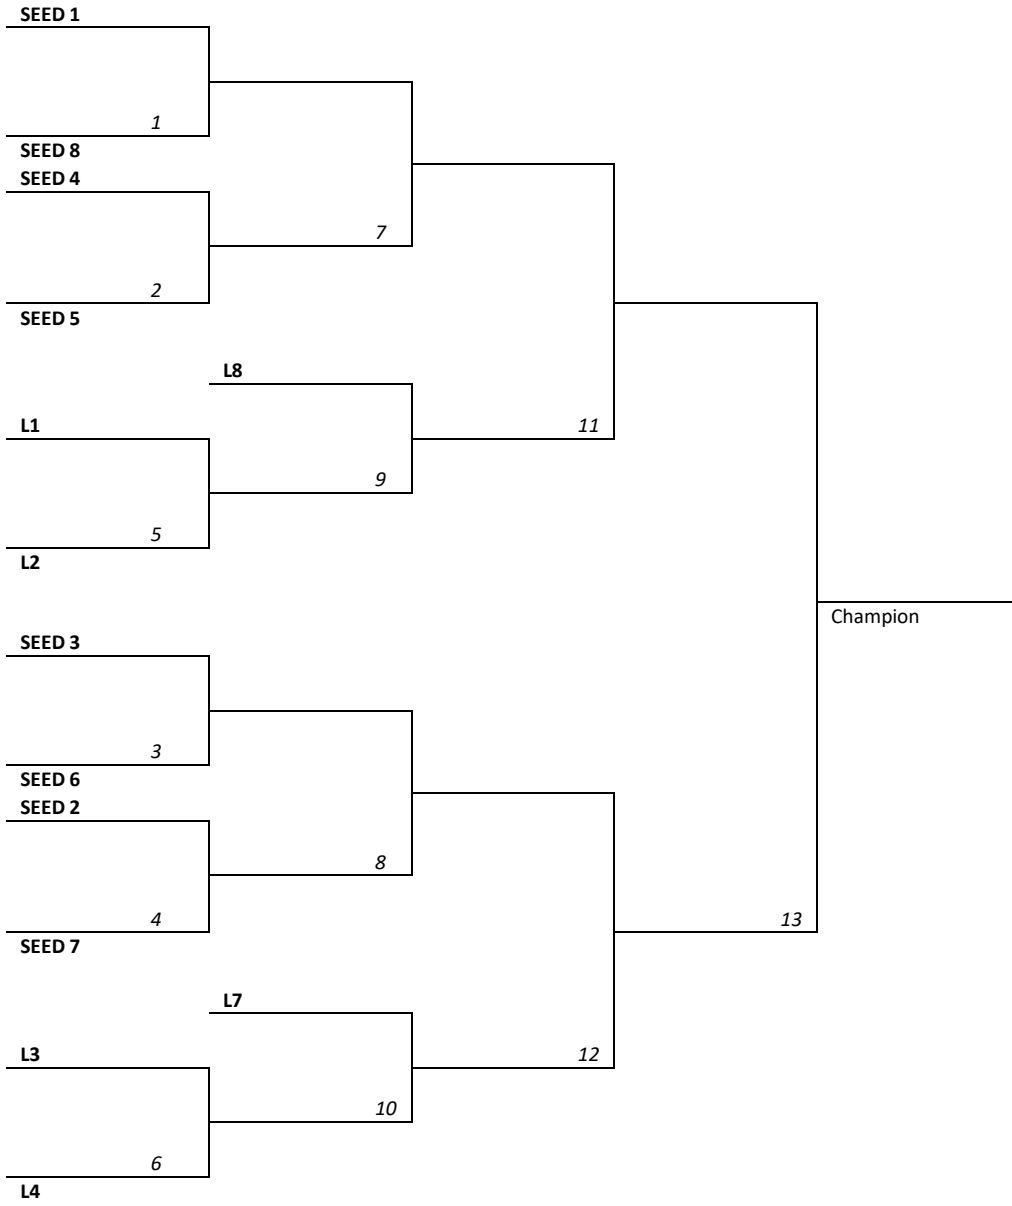 SEED 1
1
SEED 8
SEED 4
7
2
SEED 5
L8
L1
11
9
5
L2
Champion
SEED 3
3
SEED 6
SEED 2
8
4
13
SEED 7
L7
L3
12
10
6
L4